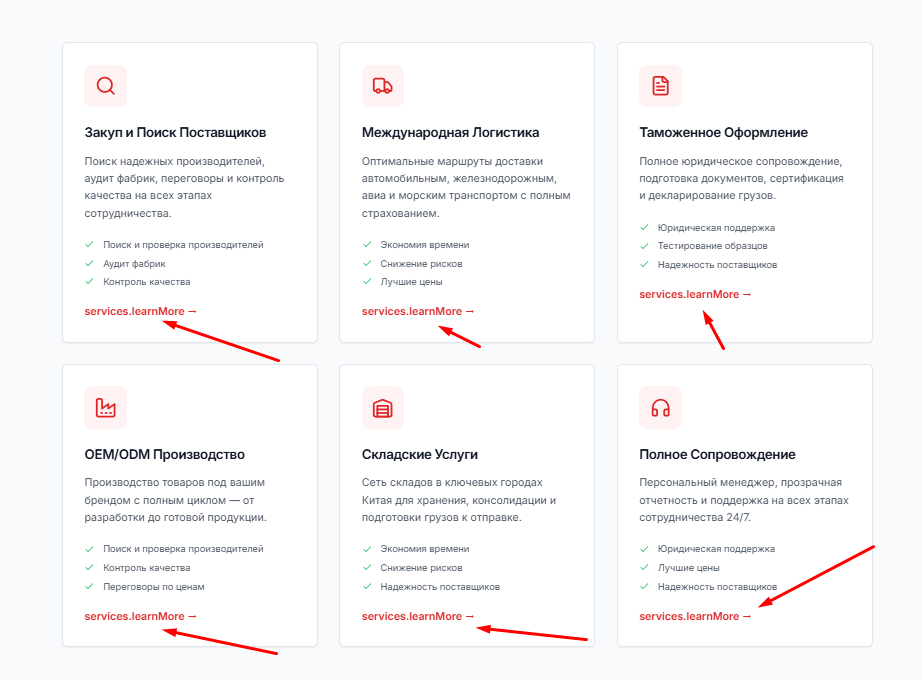 Закуп и Поиск Поставщиков
Поиск надежных производителей,
аудит фабрик, переговоры и контроль
качества на всех этапах
сотрудничества.
Поиск и проверка производителей
Аудит фабрик
Контроль качества
services.learnMore →
Международная Логистика
Оптимальные маршруты доставки
автомобильным, железнодорожным,
авиа и морским транспортом с полным
страхованием.
Экономия времени
Снижение рисков
Лучшие цены
services.learnMore →
Таможенное Оформление
Полное юридическое сопровождение,
подготовка документов, сертификация
и декларирование грузов.
Юридическая поддержка
Тестирование образцов
Надежность поставщиков
services.learnMore →
OEM/ODM Производство
Производство товаров под вашим
брендом с полным циклом — от
разработки до готовой продукции.
Поиск и проверка производителей
Контроль качества
Переговоры по ценам
services.learnMore →
Складские Услуги
Сеть складов в ключевых городах
Китая для хранения, консолидации и
подготовки грузов к отправке.
Экономия времени
Снижение рисков
Надежность поставщиков
services.learnMore →
Полное Сопровождение
Персональный менеджер, прозрачная
отчетность и поддержка на всех этапах
сотрудничества 24/7.
Юридическая поддержка
Лучшие цены
Надежность поставщиков
services.learnMore →